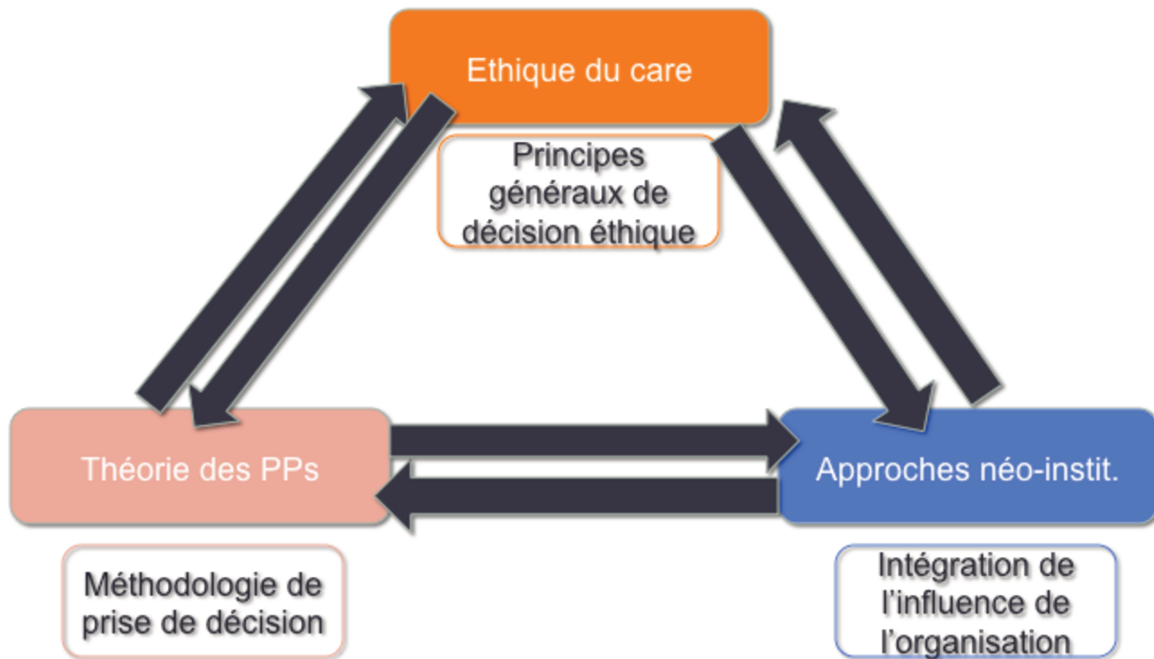 Ethique du care
Principes
généraux de
décision éthique
Théorie des PPs
Approches néo-instit.
Méthodologie de
prise de décision
Intégration de
l'influence de
l'organisation